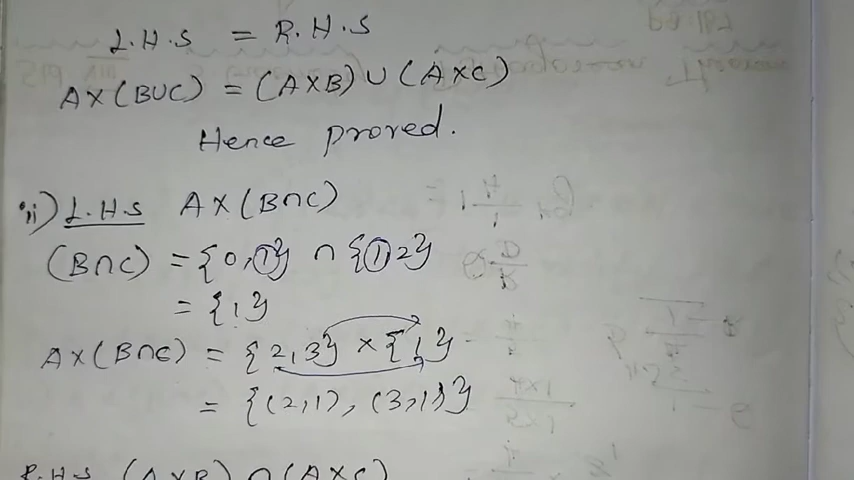 L.H.S = R.H.S
A×(B∪C) = (A×B) ∪ (A×C)
Hence proved.
ii) L.H.S A×(B∩C)
(B∩C) = {0,1} ∩ {1,2}
= {1}
A×(B∩C) = {2,3} × {1}
= {(2,1), (3,1)}
R.H.S (A×B) ∩ (A×C)